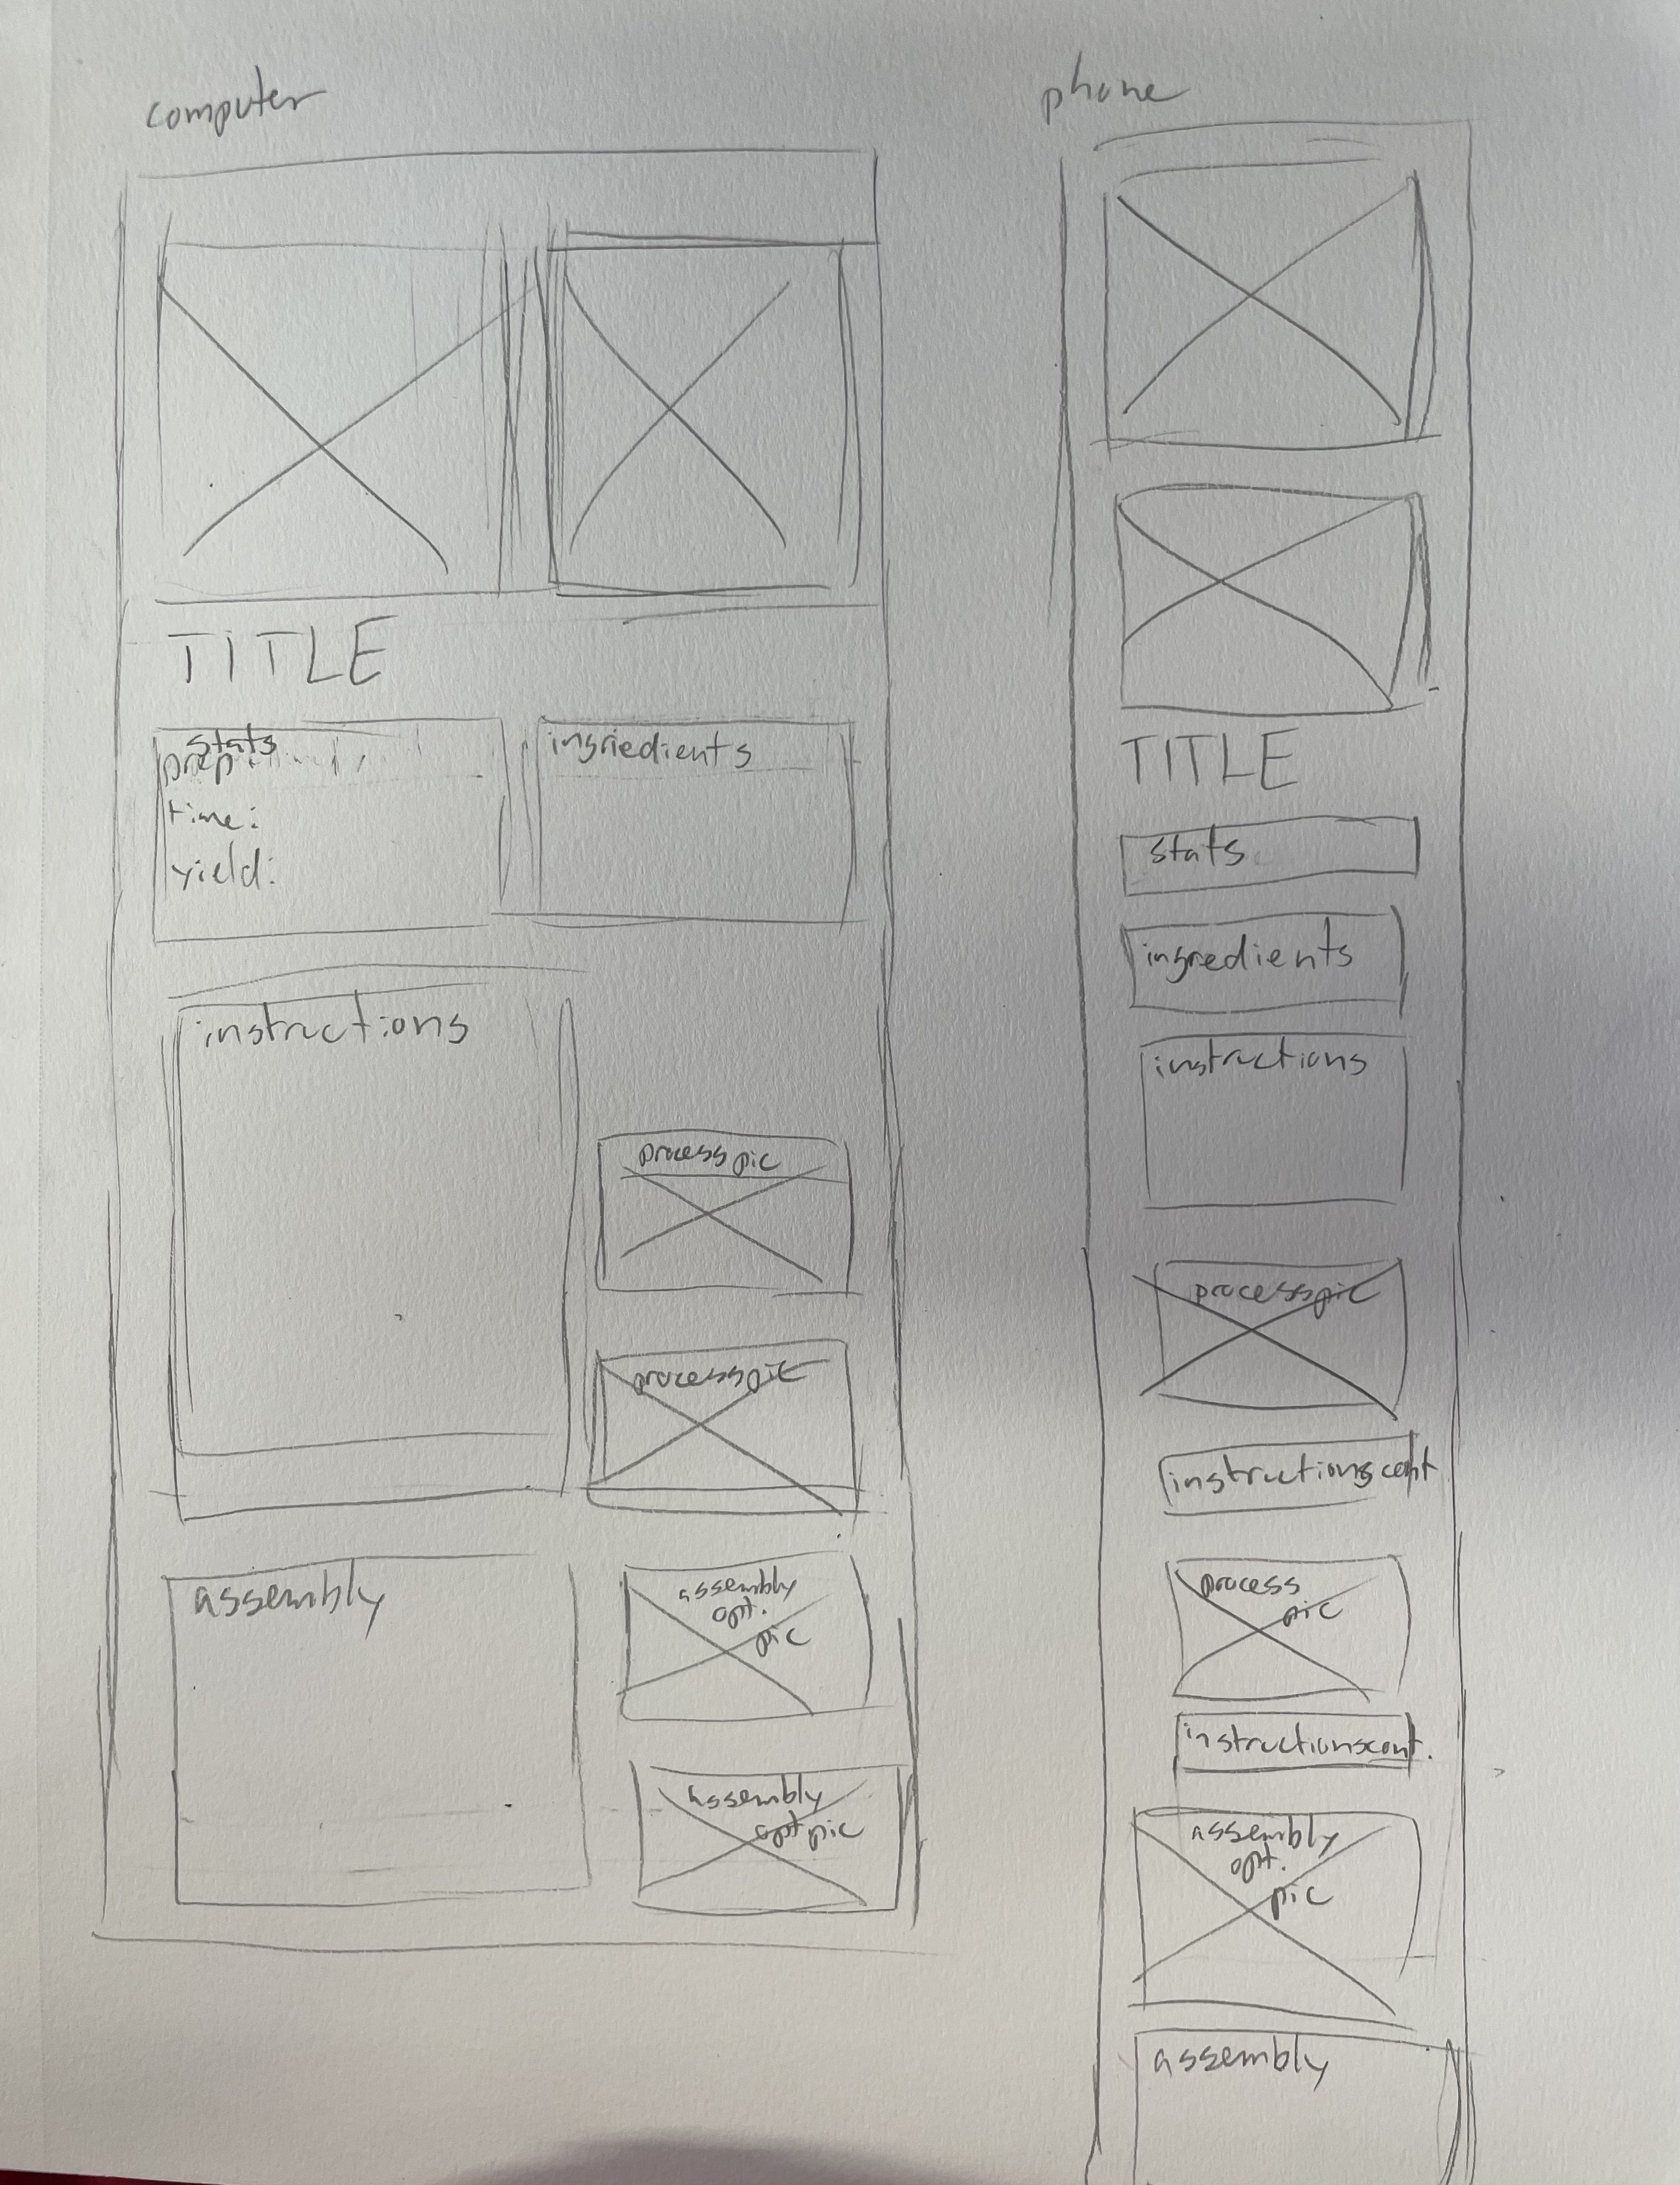 computer
TITLE
stats
prep
time:
yield:
ingriedients
instructions
process pic
process pic
assembly
assembly
opt.
pic
assembly
opt pic
phone
TITLE
stats
ingredients
instructions
process pic
instructions cont
process
pic
instructions cont.
assembly
opt.
pic
assembly